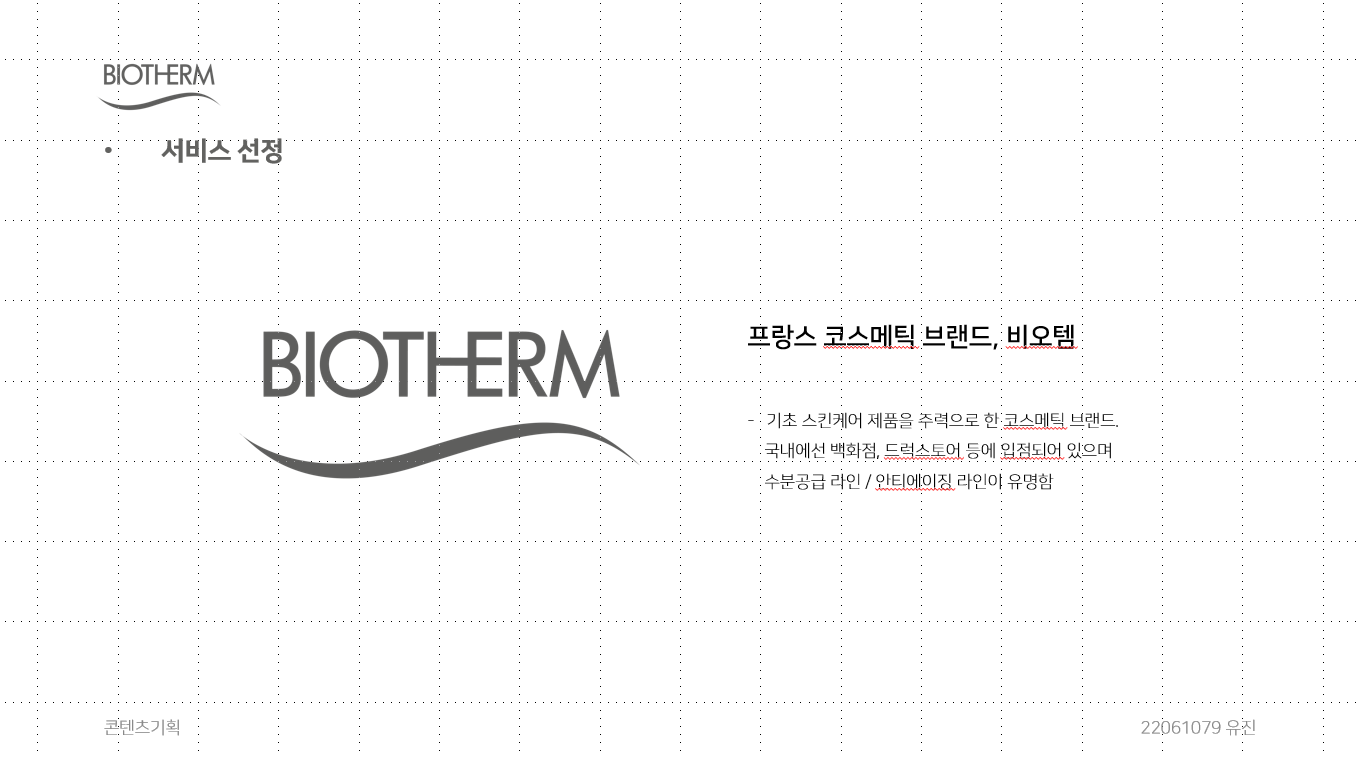 BIOTHERM
• 서비스 선정
BIOTHERM
프랑스 코스메틱 브랜드, 비오템
- 기초 스킨케어 제품을 주력으로 한 코스메틱 브랜드.
국내에선 백화점, 드럭스토어 등에 입점되어 있으며
수분공급 라인 / 안티에이징 라인이 유명함
콘텐츠기획
22061079 유진